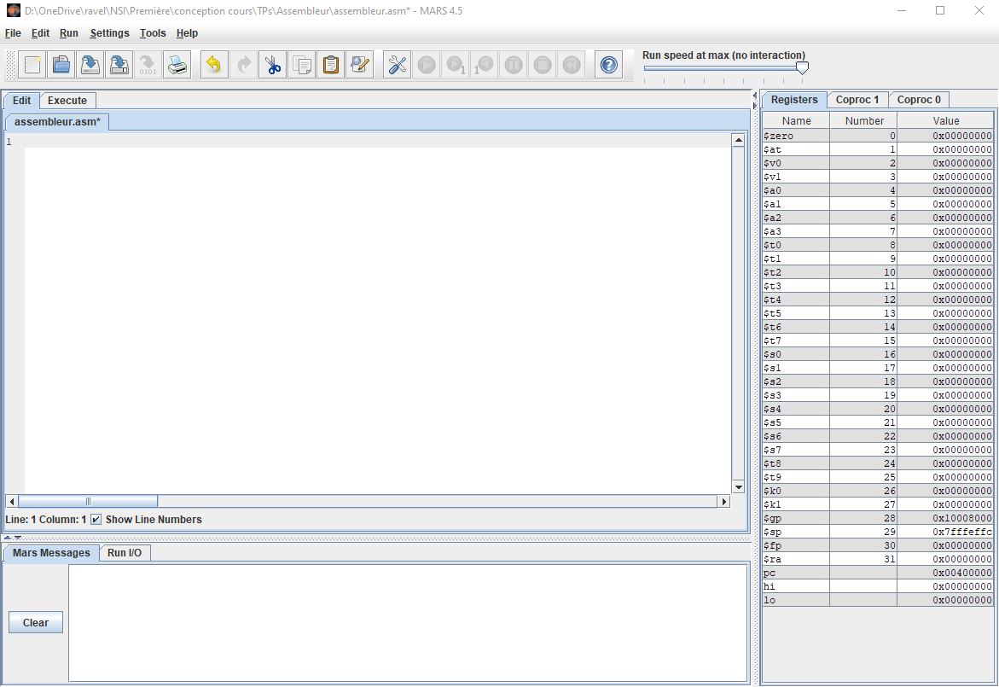 D:\OneDrive\ravel\NSI\Première\conception cours\TPs\Assembleur\assembleur.asm* - MARS 4.5
File Edit Run Settings Tools Help
Run speed at max (no interaction)
0101
1
1
Edit Execute
assembleur.asm*
1
Line: 1 Column: 1 Show Line Numbers
Mars Messages Run I/O
Clear
Registers Coproc 1 Coproc 0
Name Number Value
$zero 0 0x00000000
$at 1 0x00000000
$v0 2 0x00000000
$v1 3 0x00000000
$a0 4 0x00000000
$a1 5 0x00000000
$a2 6 0x00000000
$a3 7 0x00000000
$t0 8 0x00000000
$t1 9 0x00000000
$t2 10 0x00000000
$t3 11 0x00000000
$t4 12 0x00000000
$t5 13 0x00000000
$t6 14 0x00000000
$t7 15 0x00000000
$s0 16 0x00000000
$s1 17 0x00000000
$s2 18 0x00000000
$s3 19 0x00000000
$s4 20 0x00000000
$s5 21 0x00000000
$s6 22 0x00000000
$s7 23 0x00000000
$t8 24 0x00000000
$t9 25 0x00000000
$k0 26 0x00000000
$k1 27 0x00000000
$gp 28 0x10008000
$sp 29 0x7fffeffc
$fp 30 0x00000000
$ra 31 0x00000000
pc 0x00400000
hi 0x00000000
lo 0x00000000